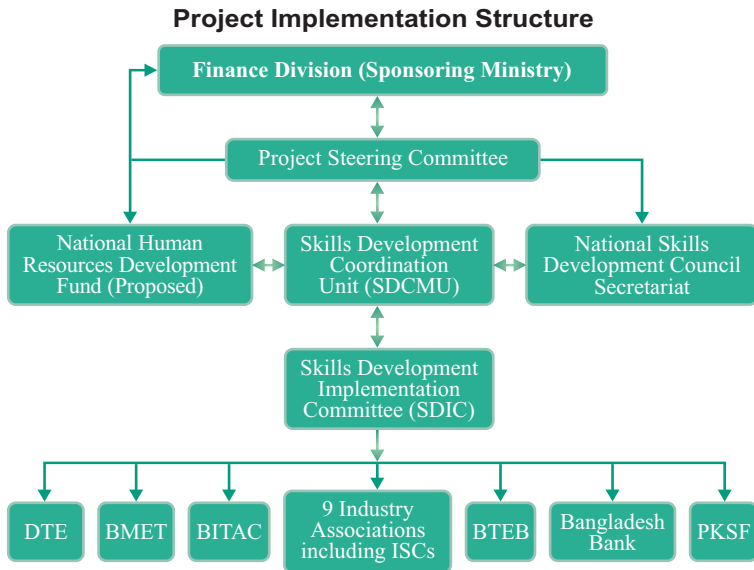 Project Implementation Structure
Finance Division (Sponsoring Ministry)
Project Steering Committee
National Human
Resources Development
Fund (Proposed)
Skills Development
Coordination
Unit (SDCMU)
National Skills
Development Council
Secretariat
Skills Development
Implementation
Committee (SDIC)
DTE
BMET
BITAC
9 Industry
Associations
including ISCs
BTEB
Bangladesh
Bank
PKSF